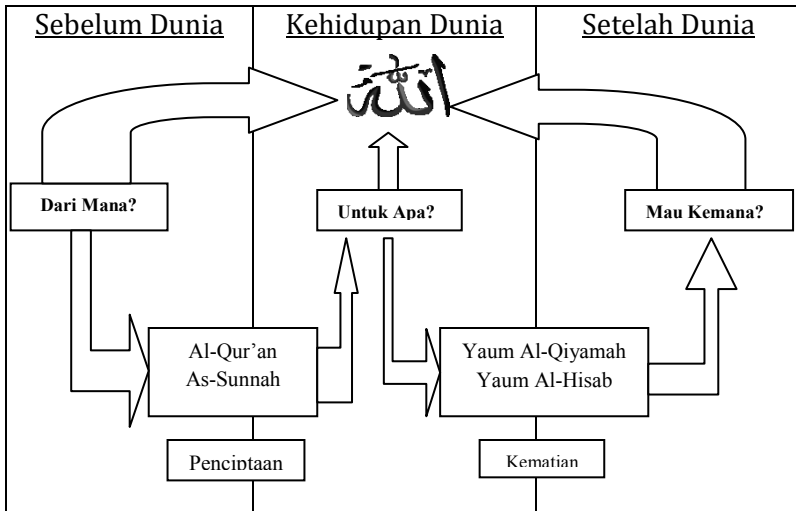 Sebelum Dunia
Kehidupan Dunia
Setelah Dunia
الله
Dari Mana?
Untuk Apa?
Mau Kemana?
Al-Qur’an
As-Sunnah
Yaum Al-Qiyamah
Yaum Al-Hisab
Penciptaan
Kematian